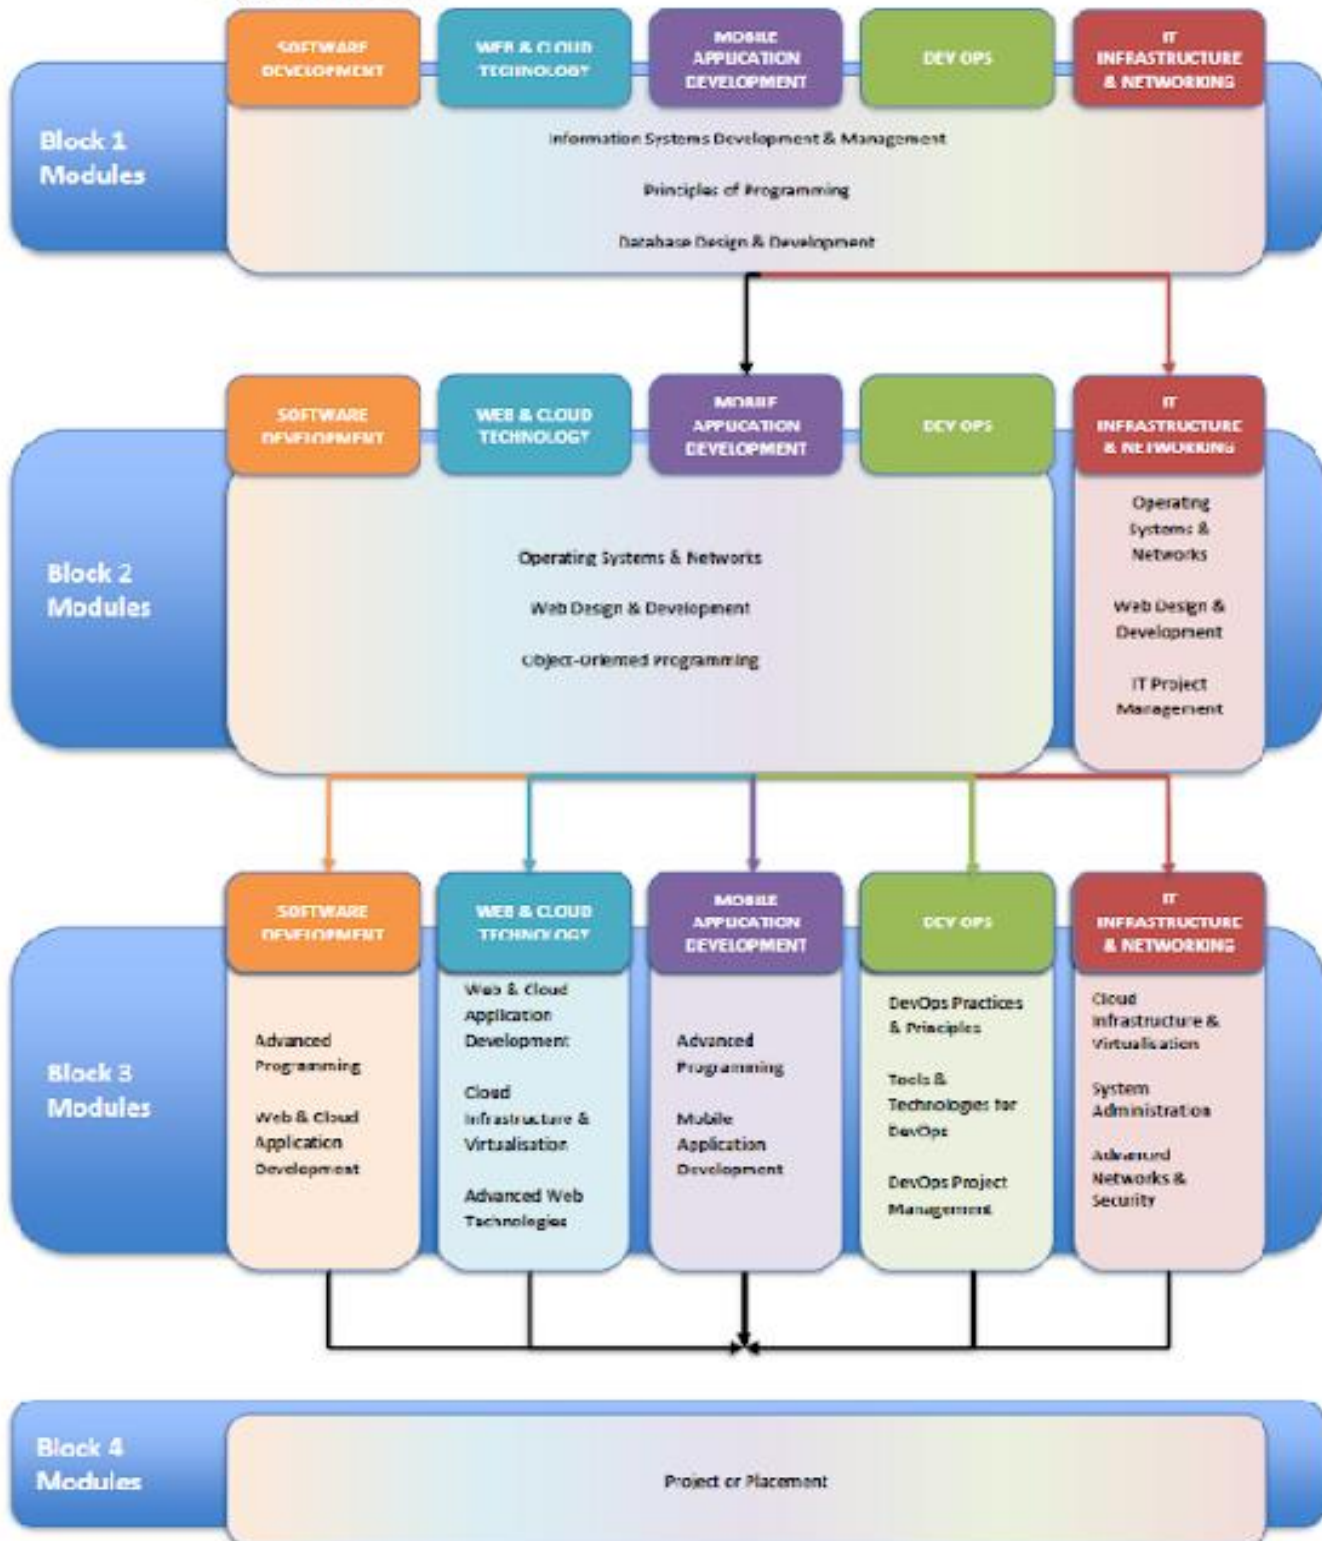 SOFTWARE
DEVELOPMENT
WEB & CLOUD
TECHNOLOGY
MOBILE
APPLICATION
DEVELOPMENT
DEV OPS
IT
INFRASTRUCTURE
& NETWORKING
Block 1
Modules
Information Systems Development & Management
Principles of Programming
Database Design & Development
SOFTWARE
DEVELOPMENT
WEB & CLOUD
TECHNOLOGY
MOBILE
APPLICATION
DEVELOPMENT
DEV OPS
IT
INFRASTRUCTURE
& NETWORKING
Block 2
Modules
Operating Systems & Networks
Web Design & Development
Object-Oriented Programming
Operating
Systems &
Networks
Web Design &
Development
IT Project
Management
SOFTWARE
DEVELOPMENT
WEB & CLOUD
TECHNOLOGY
MOBILE
APPLICATION
DEVELOPMENT
DEV OPS
IT
INFRASTRUCTURE
& NETWORKING
Block 3
Modules
Advanced
Programming
Web & Cloud
Application
Development
Web & Cloud
Application
Development
Cloud
Infrastructure &
Virtualisation
Advanced Web
Technologies
Advanced
Programming
Mobile
Application
Development
DevOps Practices
& Principles
Tools &
Technologies for
DevOps
DevOps Project
Management
Cloud
Infrastructure &
Virtualisation
System
Administration
Advanced
Networks &
Security
Block 4
Modules
Project or Placement